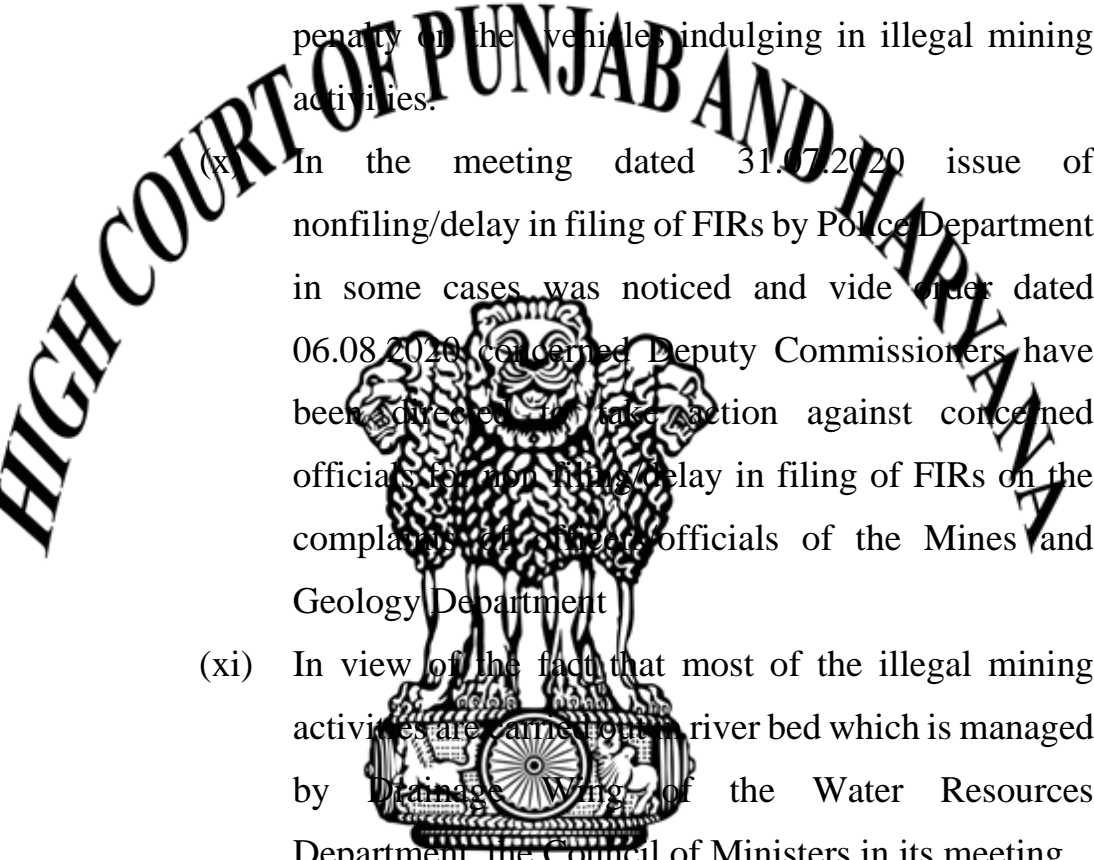 HIGH COURT OF PUNJAB AND HARYANA
penalty on the vehicles indulging in illegal mining
activities.
(x) In the meeting dated 31.07.2020 issue of
nonfiling/delay in filing of FIRs by Police Department
in some cases was noticed and vide order dated
06.08.2020 concerned Deputy Commissioners have
been directed to take action against concerned
officials for non filing/delay in filing of FIRs on the
complaints of officers/officials of the Mines and
Geology Department
(xi) In view of the fact that most of the illegal mining
activities are carried out in river bed which is managed
by Drainage Wing of the Water Resources
Department, the Council of Ministers in its meeting